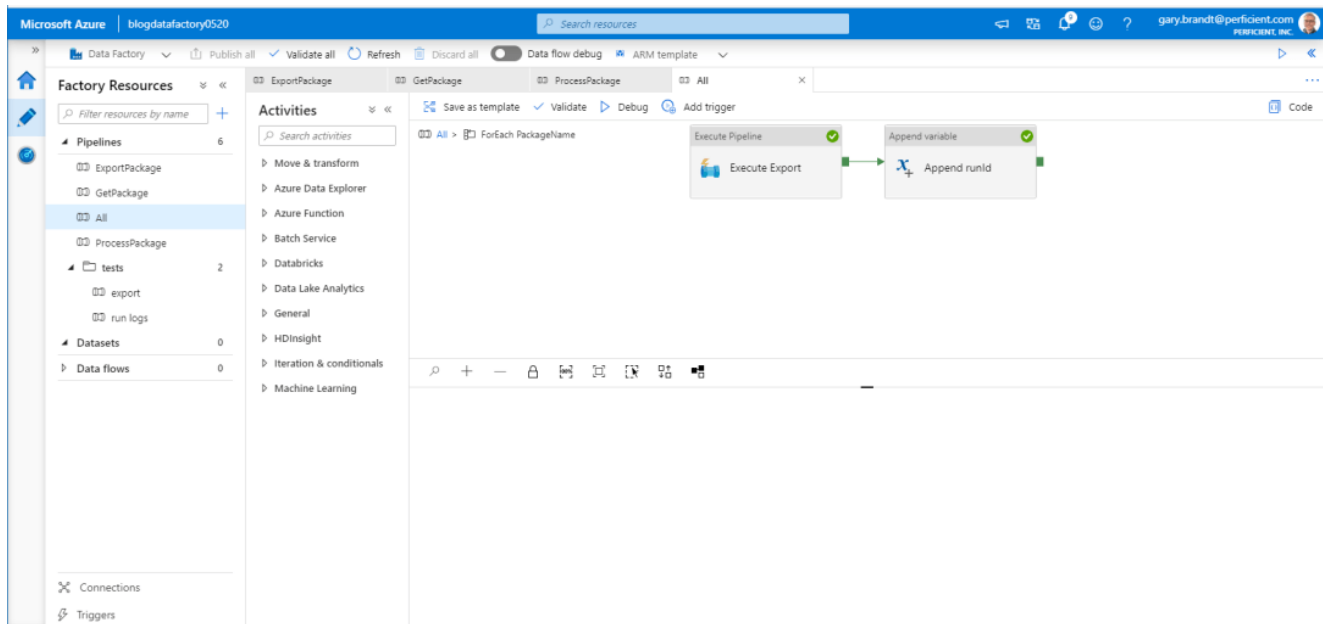 Microsoft Azure | blogdatafactory0520 Search resources 9 ? gary.brandt@perficient.com
PERFICIENT, INC.
» Data Factory Publish all Validate all Refresh Discard all Data flow debug ARM template «
Factory Resources «
Filter resources by name +
Pipelines 6
ExportPackage
GetPackage
All
ProcessPackage
tests 2
export
run logs
Datasets 0
Data flows 0
Connections
Triggers
ExportPackage GetPackage ProcessPackage All × ...
Activities «
Search activities
Move & transform
Azure Data Explorer
Azure Function
Batch Service
Databricks
Data Lake Analytics
General
HDInsight
Iteration & conditionals
Machine Learning
Save as template Validate Debug Add trigger Code
All > ForEach PackageName
Execute Pipeline
Execute Export
Append variable
Append runId
100%